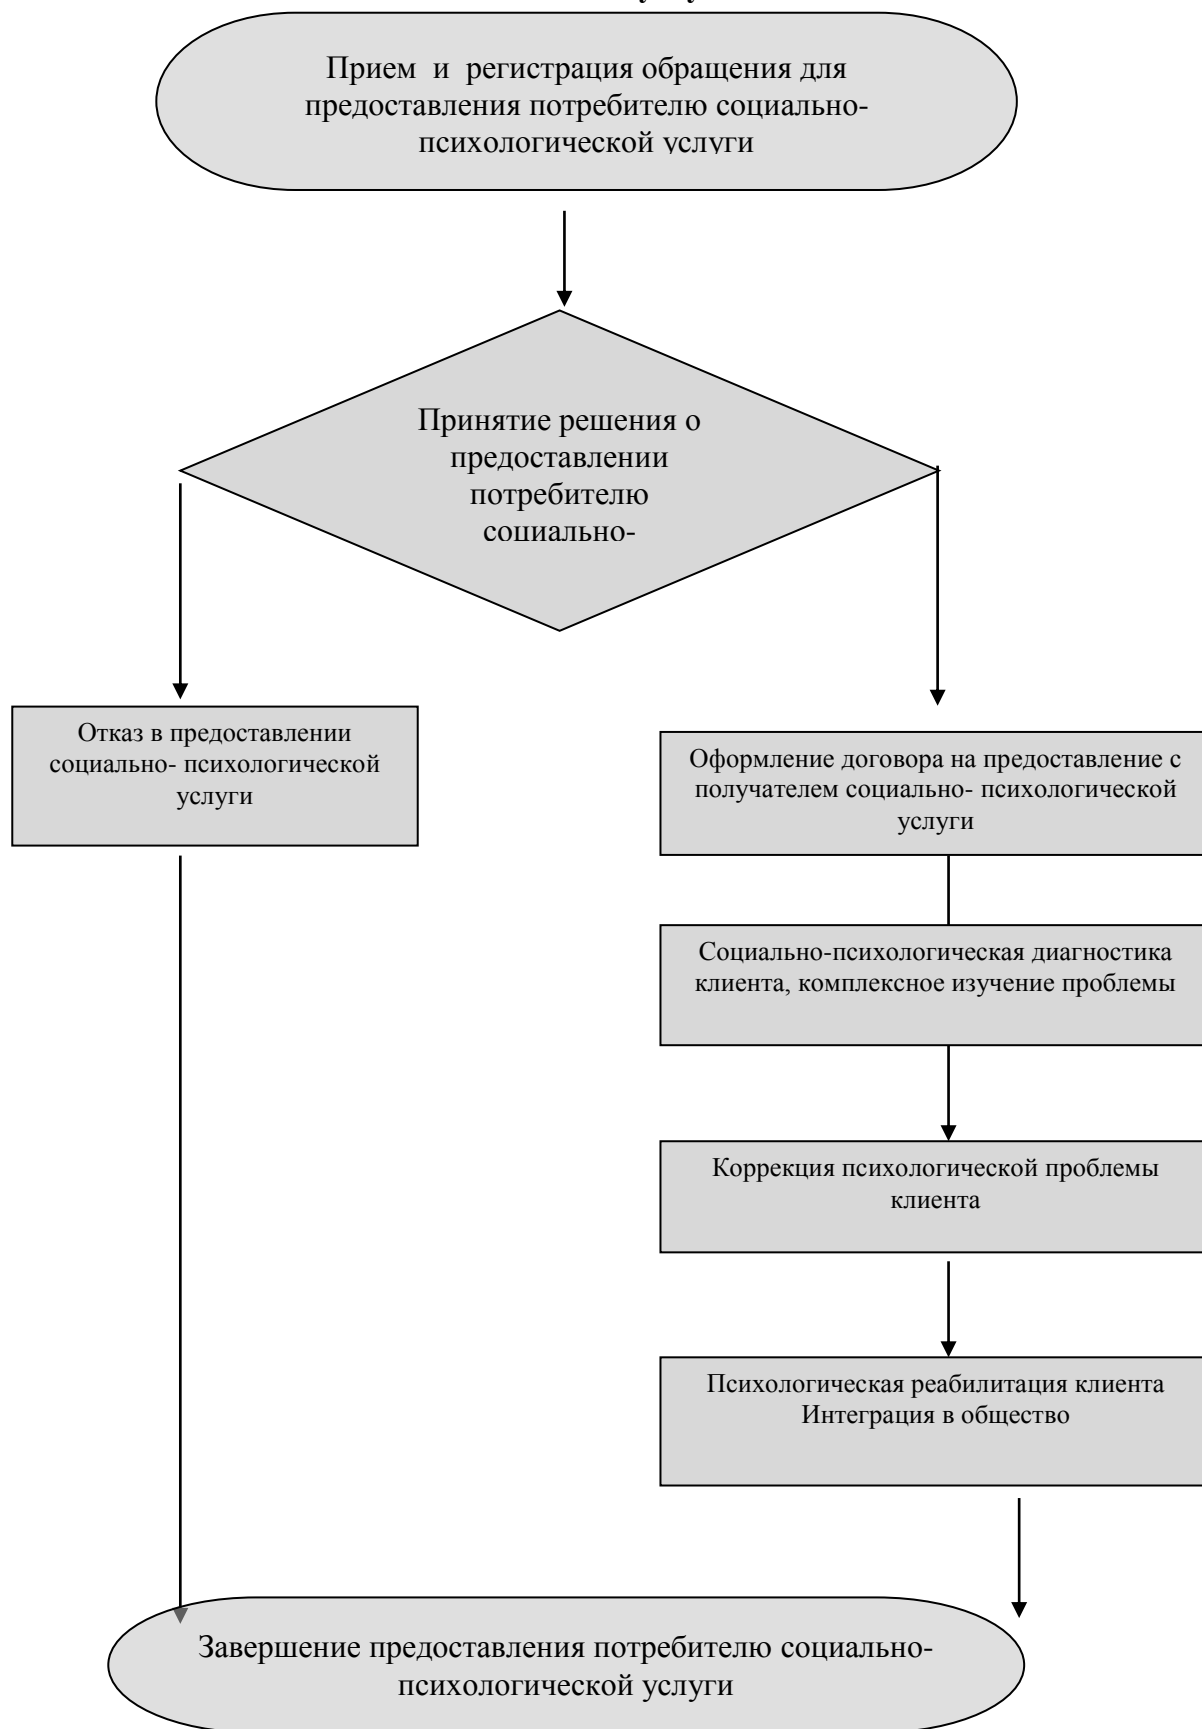 Прием и регистрация обращения для
предоставления потребителю социально-
психологической услуги
Принятие решения о
предоставлении
потребителю
социально-
Отказ в предоставлении
социально- психологической
услуги
Оформление договора на предоставление с
получателем социально- психологической
услуги
Социально-психологическая диагностика
клиента, комплексное изучение проблемы
Коррекция психологической проблемы
клиента
Психологическая реабилитация клиента
Интеграция в общество
Завершение предоставления потребителю социально-
психологической услуги